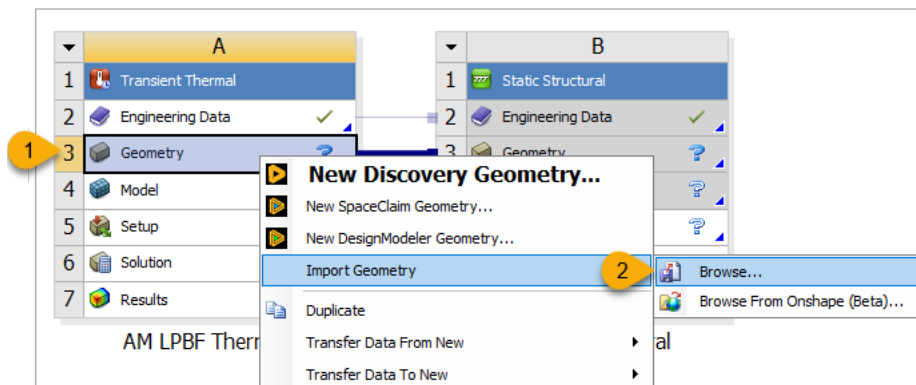 A
B
1 Transient Thermal
1 Static Structural
2 Engineering Data
2 Engineering Data
1
3 Geometry
3 Geometry
New Discovery Geometry...
4 Model
New SpaceClaim Geometry...
5 Setup
New DesignModeler Geometry...
6 Solution
Import Geometry
2
Browse...
7 Results
Browse From Onshape (Beta)...
Duplicate
AM LPBF Ther
al
Transfer Data From New
Transfer Data To New